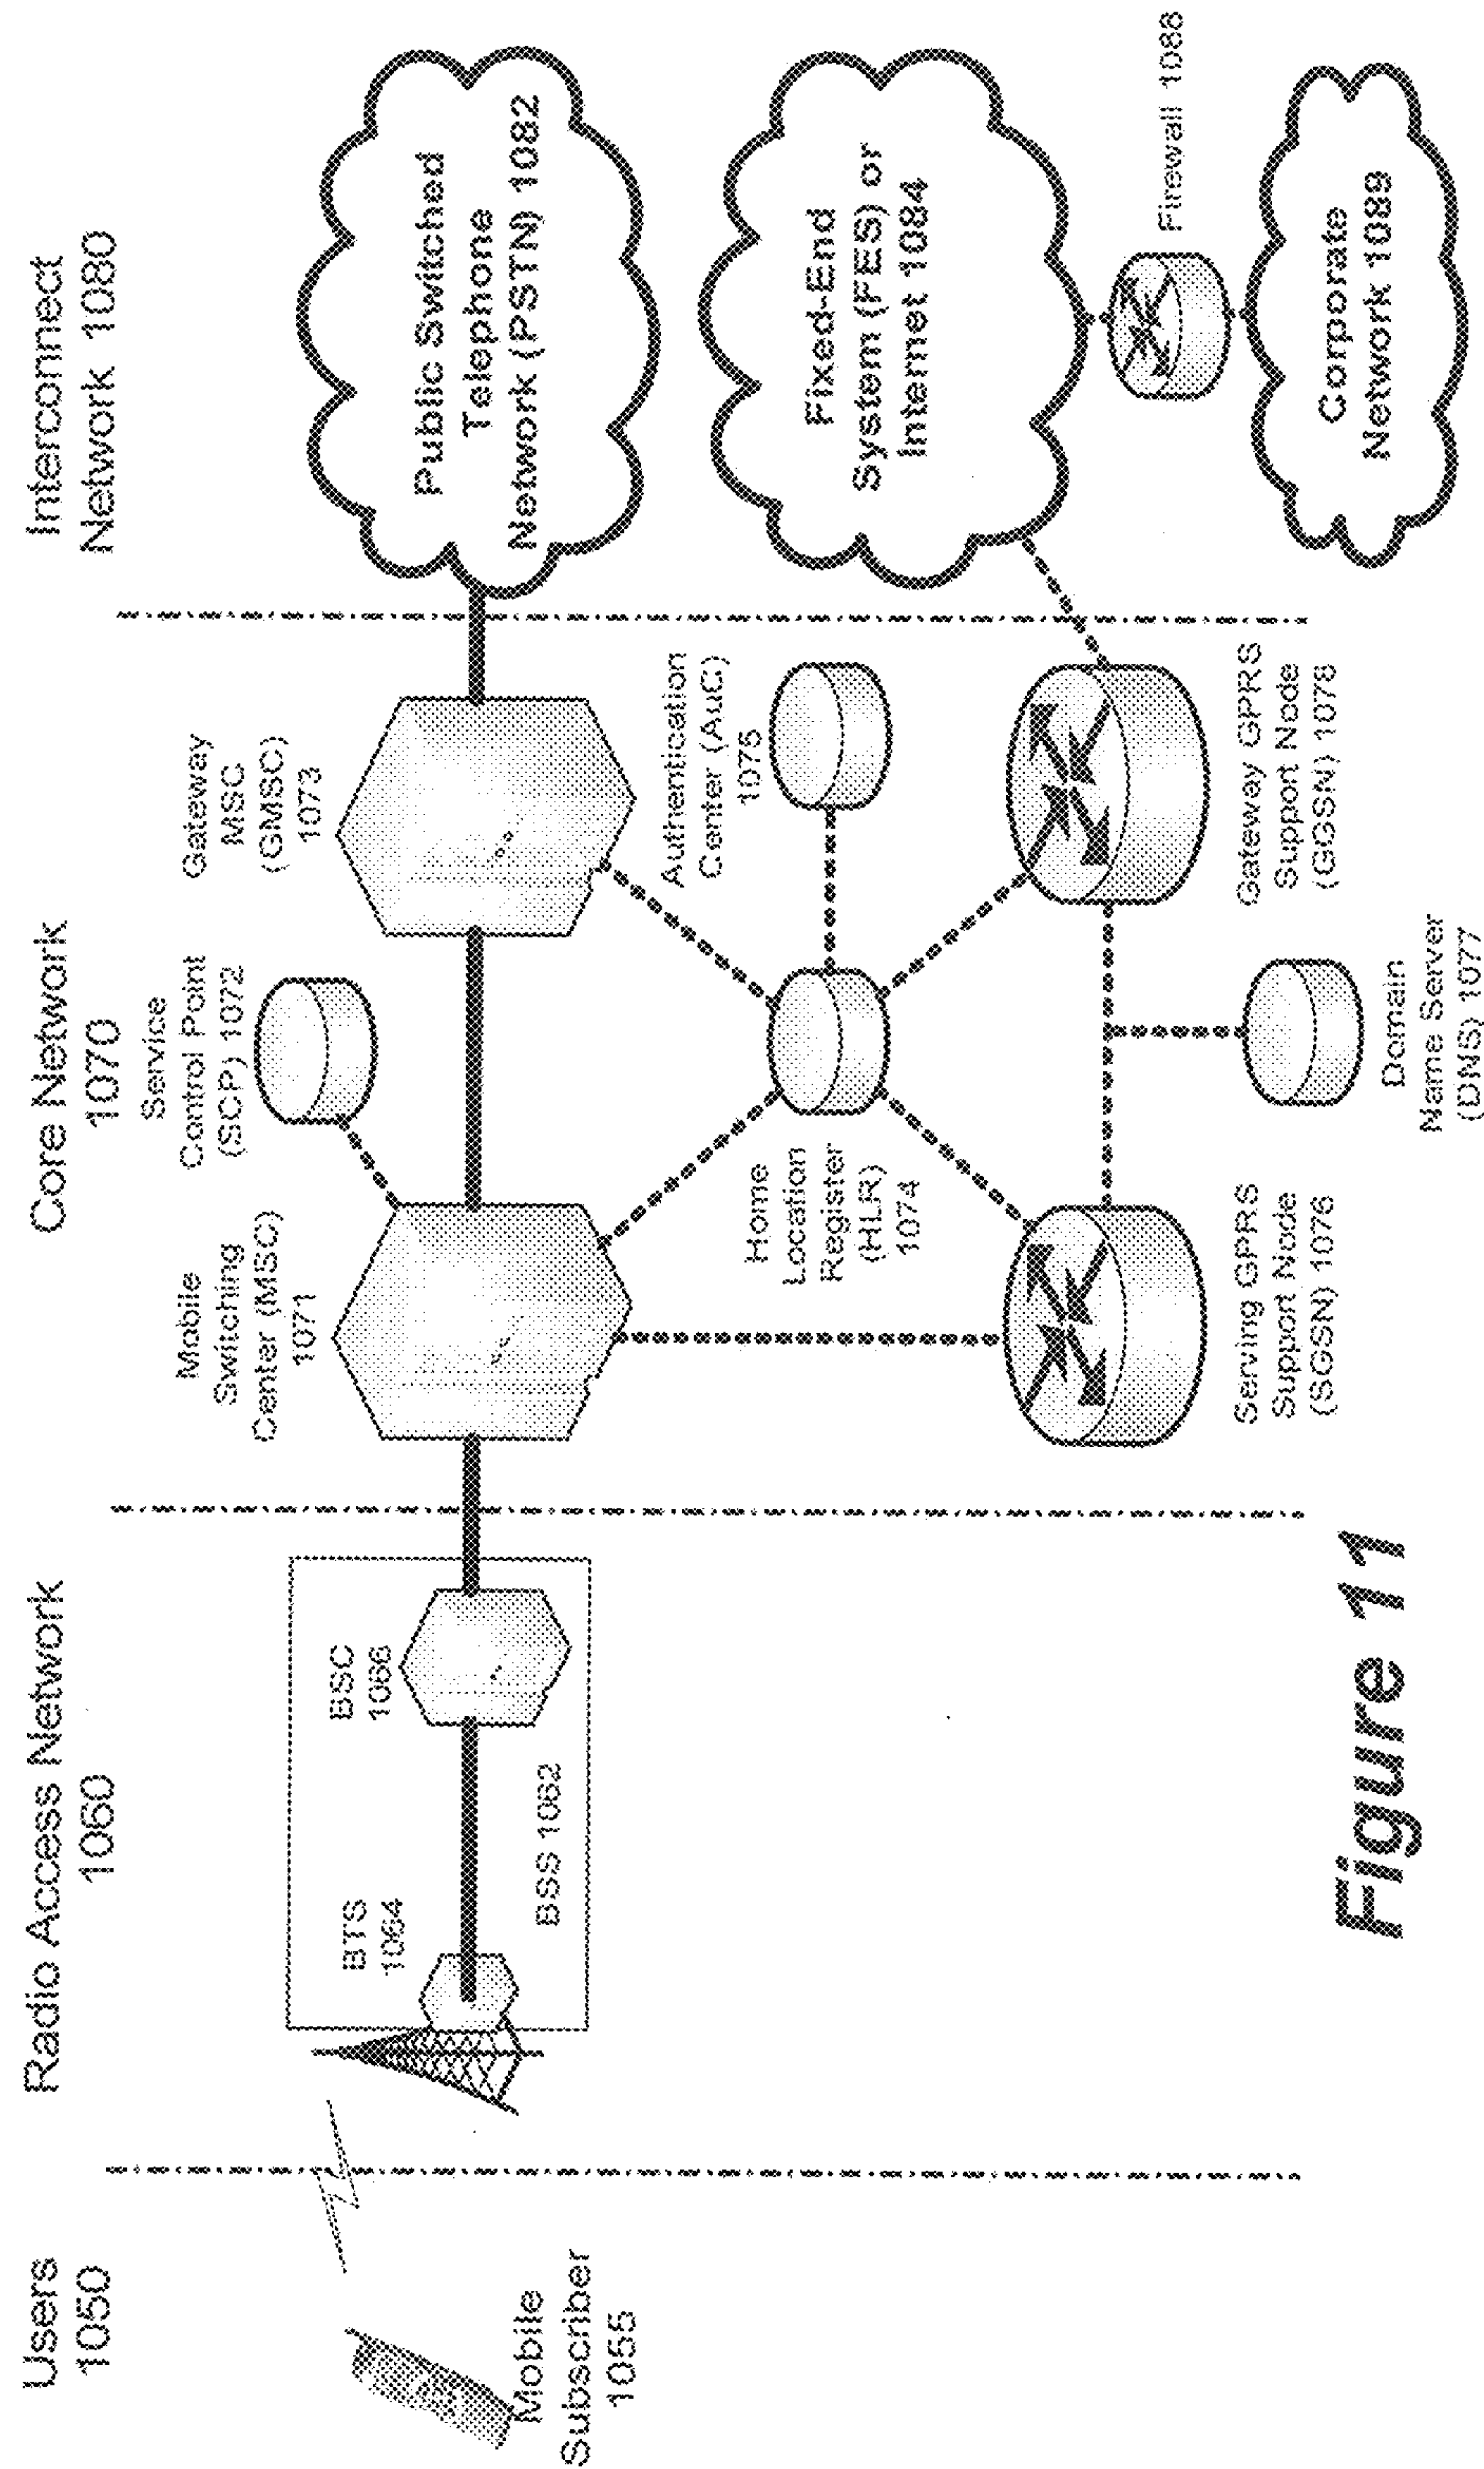 Users
1050
Radio Access Network
1060
Core Network
1070
Interconnect
Network 1080
Mobile
Subscriber
1055
BTS
1064
BSC
1066
BSS 1062
Mobile
Switching
Center (MSC)
1071
Service
Control Point
(SCP) 1072
Gateway
MSC
(GMSC)
1073
Home
Location
Register
(HLR)
1074
Authentication
Center (AuC)
1075
Serving GPRS
Support Node
(SGSN) 1076
Domain
Name Server
(DNS) 1077
Gateway GPRS
Support Node
(GGSN) 1078
Public Switched
Telephone
Network (PSTN) 1082
Fixed-End
System (FES) or
Internet 1084
Firewall 1088
Corporate
Network 1089
Figure 11